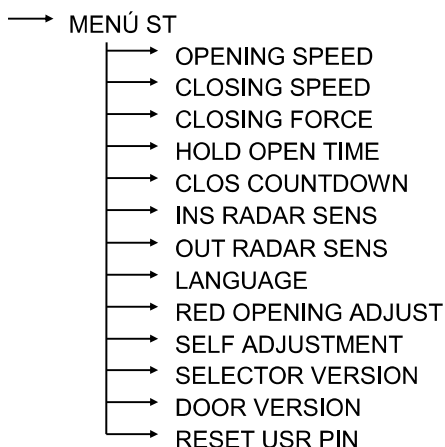 MENÚ ST
OPENING SPEED
CLOSING SPEED
CLOSING FORCE
HOLD OPEN TIME
CLOS COUNTDOWN
INS RADAR SENS
OUT RADAR SENS
LANGUAGE
RED OPENING ADJUST
SELF ADJUSTMENT
SELECTOR VERSION
DOOR VERSION
RESET USR PIN